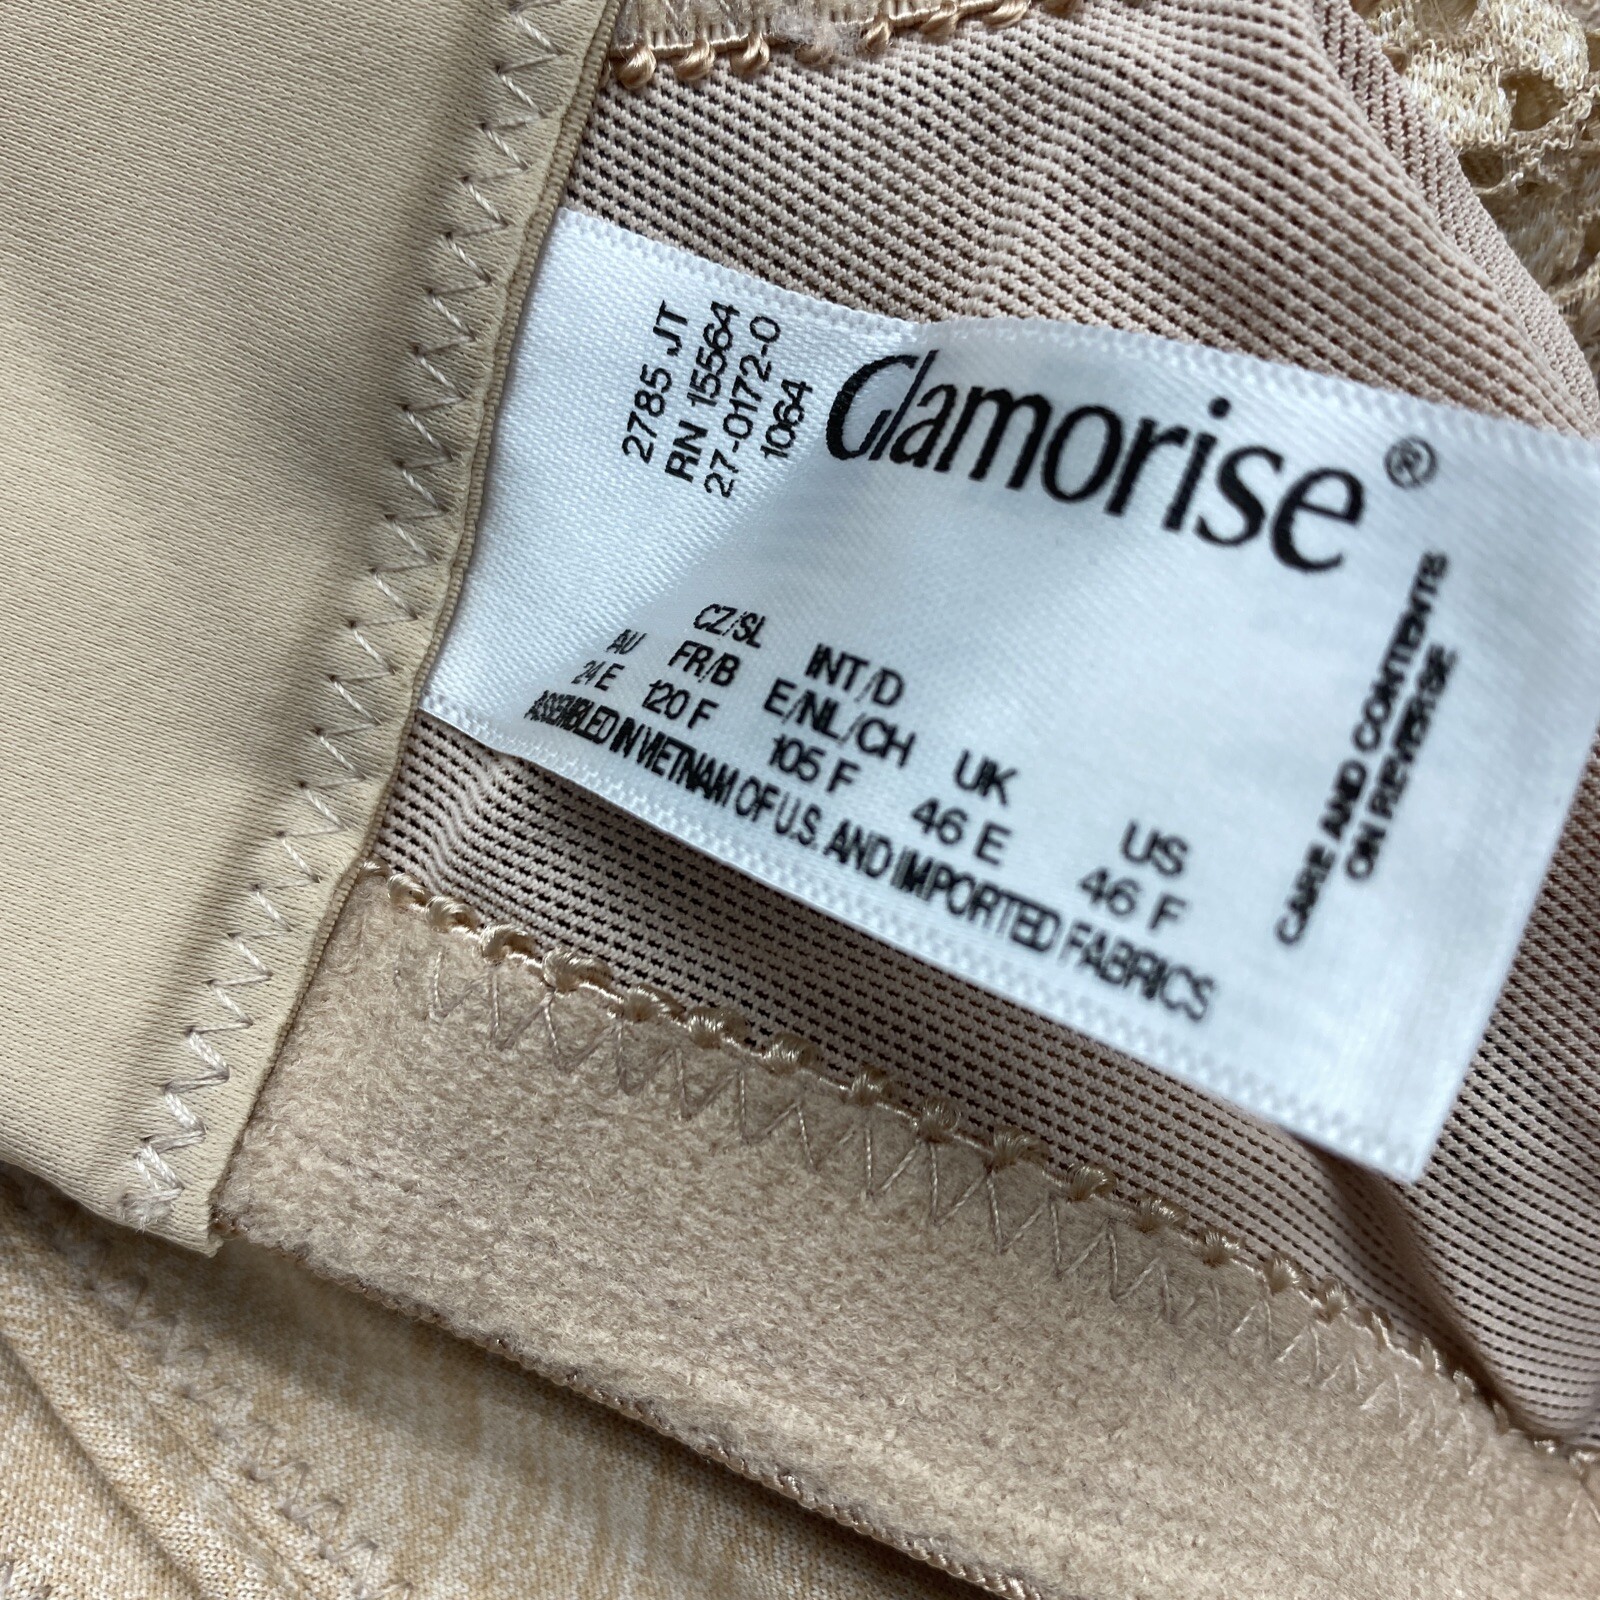 2785 JT
RN 15564
27-0172-0
1064
Glamorise®
CZ/SL INT/D
AU FR/B E/NL/CH UK US
24 E 120 F 105 F 46 E 46 F
ASSEMBLED IN VIETNAM OF U.S. AND IMPORTED FABRICS
CARE AND CONTENTS
ON REVERSE